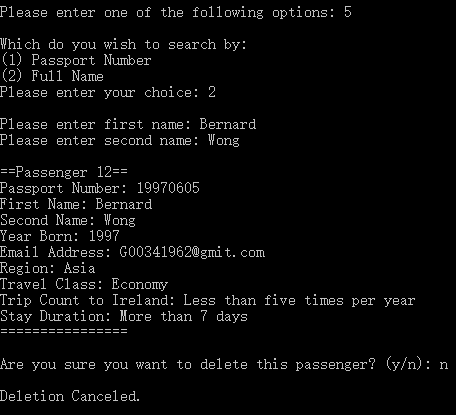 Please enter one of the following options: 5
Which do you wish to search by:
(1) Passport Number
(2) Full Name
Please enter your choice: 2
Please enter first name: Bernard
Please enter second name: Wong
==Passenger 12==
Passport Number: 19970605
First Name: Bernard
Second Name: Wong
Year Born: 1997
Email Address: G00341962@gmit.com
Region: Asia
Travel Class: Economy
Trip Count to Ireland: Less than five times per year
Stay Duration: More than 7 days
================
Are you sure you want to delete this passenger? (y/n): n
Deletion Canceled.